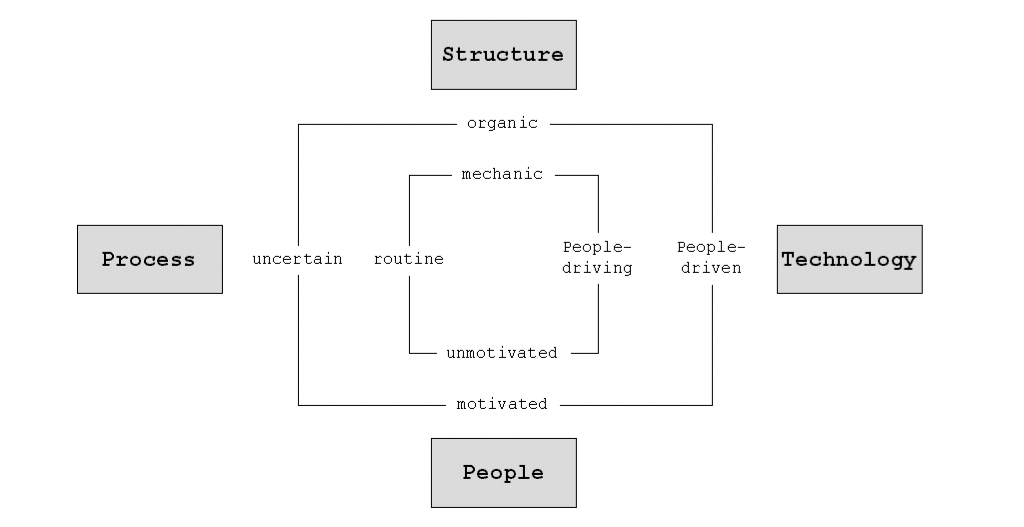 Structure
organic
mechanic
Process
uncertain
routine
People-
driving
People-
driven
Technology
unmotivated
motivated
People